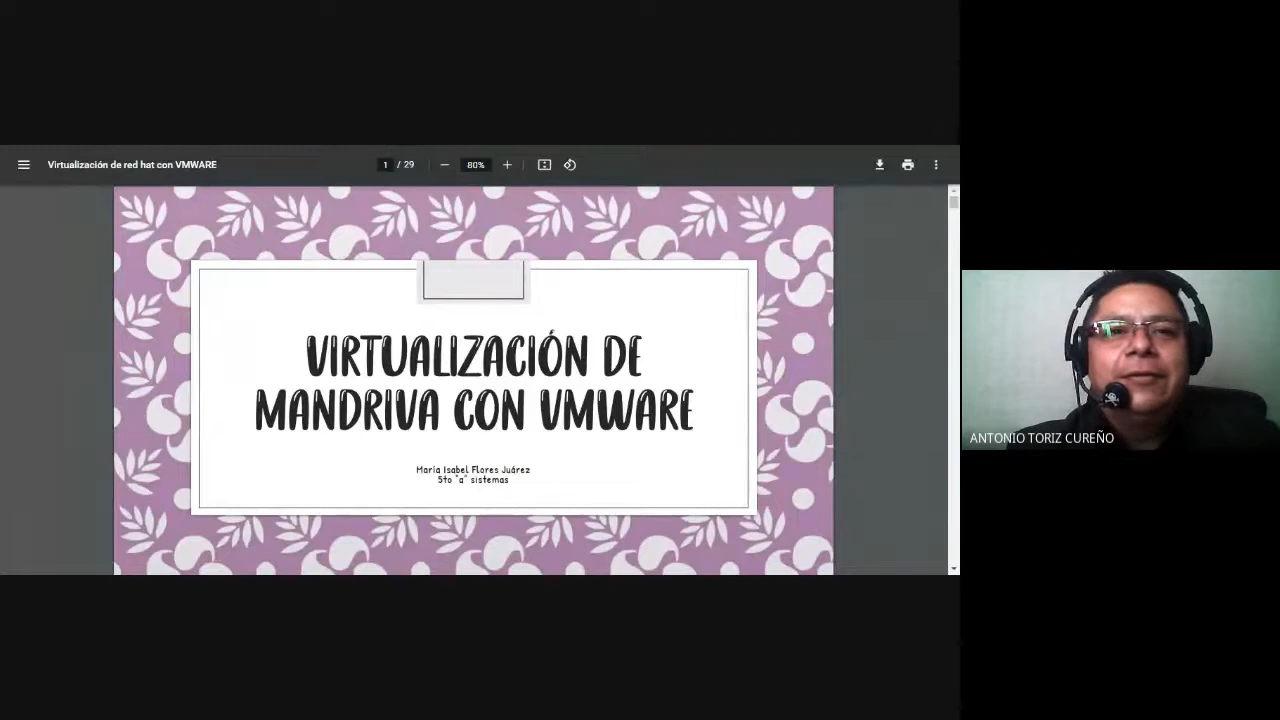 Virtualización de red hat con VMWARE
1 / 29
80%
VIRTUALIZACIÓN DE
MANDRIVA CON VMWARE
María Isabel Flores Juárez
5to "a" sistemas
ANTONIO TORIZ CUREÑO